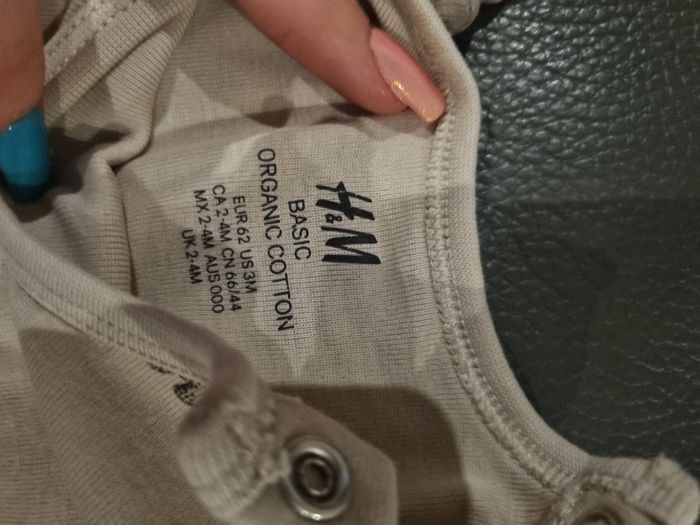 H&M
BASIC
ORGANIC COTTON
EUR 62 US 3M
CA 2-4M CN 66/44
MX 2-4M AUS 000
UK 2-4M